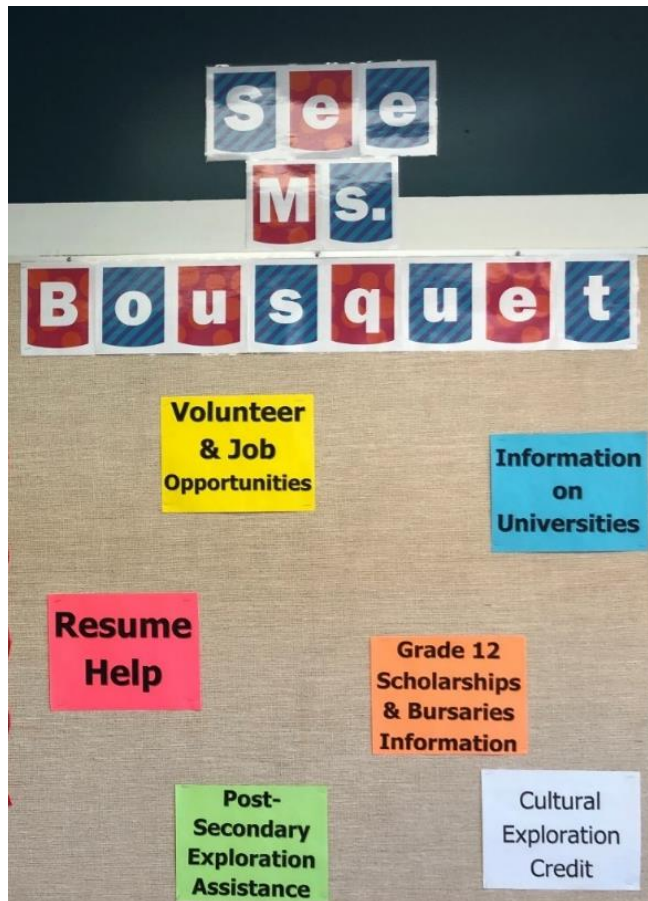 See
Ms.
Bousquet
Volunteer
& Job
Opportunities
Information
on
Universities
Resume
Help
Grade 12
Scholarships
& Bursaries
Information
Post-
Secondary
Exploration
Assistance
Cultural
Exploration
Credit